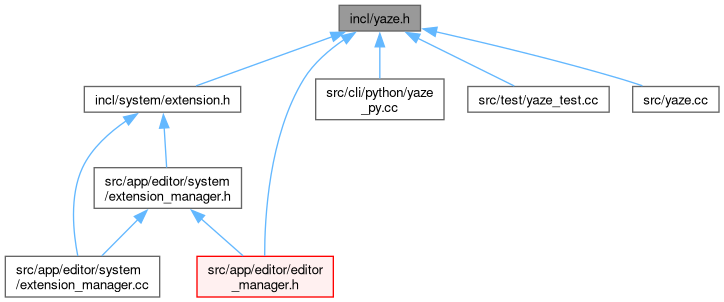 incl/yaze.h
incl/system/extension.h
src/cli/python/yaze
_py.cc
src/test/yaze_test.cc
src/yaze.cc
src/app/editor/system
/extension_manager.h
src/app/editor/system
/extension_manager.cc
src/app/editor/editor
_manager.h